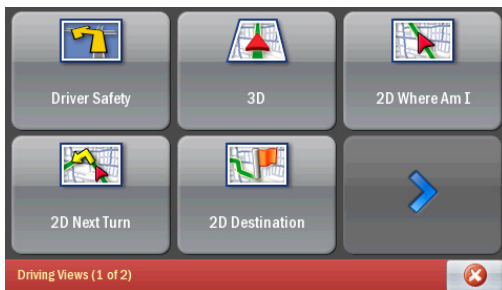 Driver Safety
3D
2D Where Am I
2D Next Turn
2D Destination
Driving Views (1 of 2)